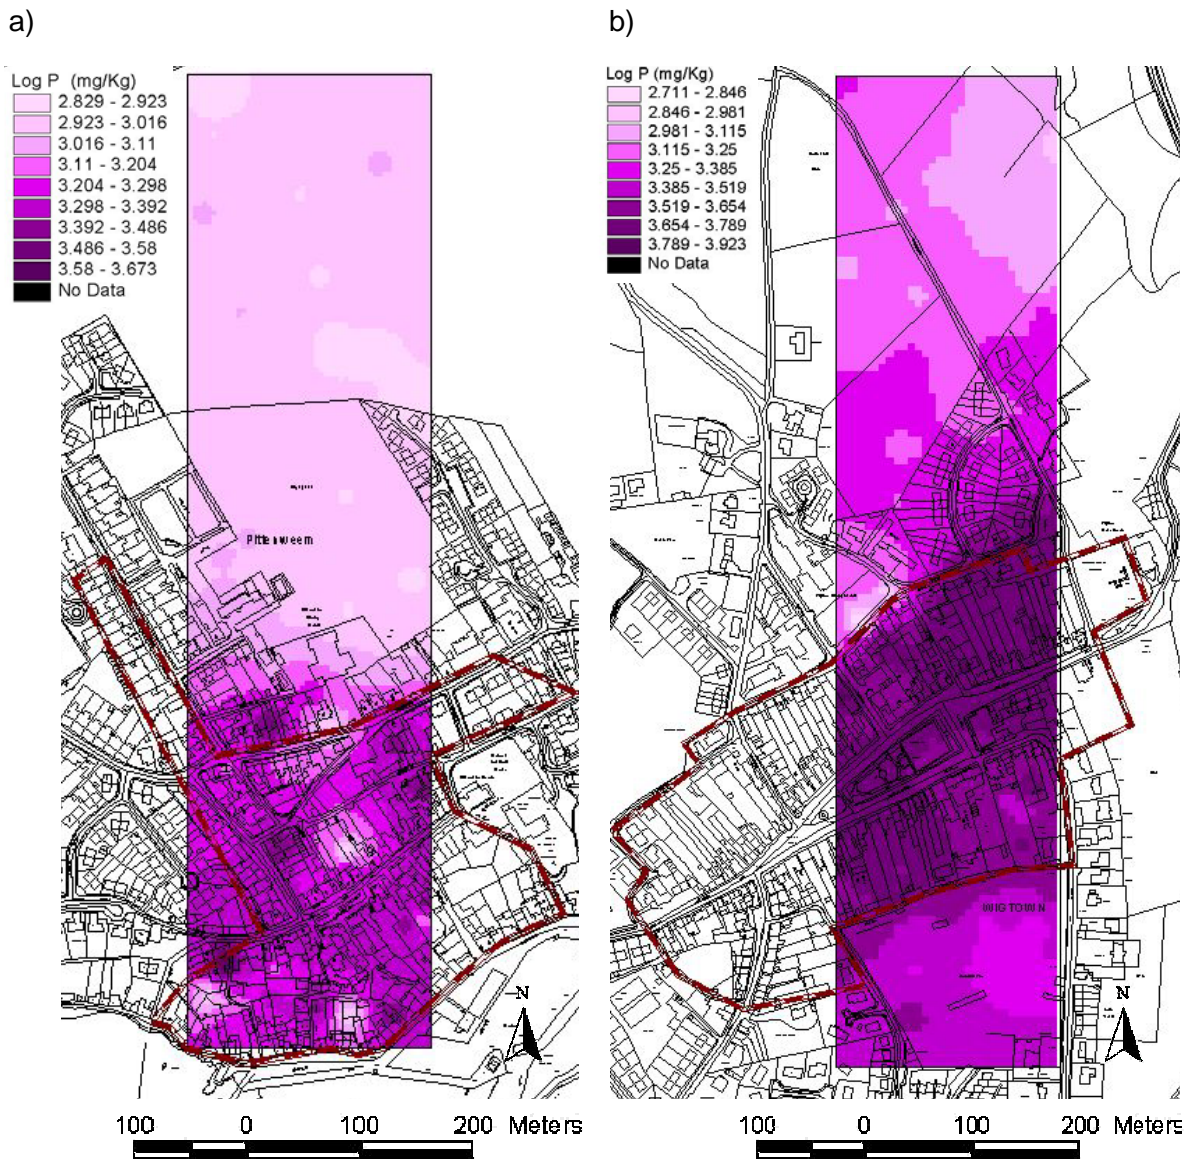 a)
Log P (mg/Kg)
2.829 - 2.923
2.923 - 3.016
3.016 - 3.11
3.11 - 3.204
3.204 - 3.298
3.298 - 3.392
3.392 - 3.486
3.486 - 3.58
3.58 - 3.673
No Data
Pittenweem
N
100 0 100 200 Meters
b)
Log P (mg/Kg)
2.711 - 2.846
2.846 - 2.981
2.981 - 3.115
3.115 - 3.25
3.25 - 3.385
3.385 - 3.519
3.519 - 3.654
3.654 - 3.789
3.789 - 3.923
No Data
WIGTOWN
N
100 0 100 200 Meters